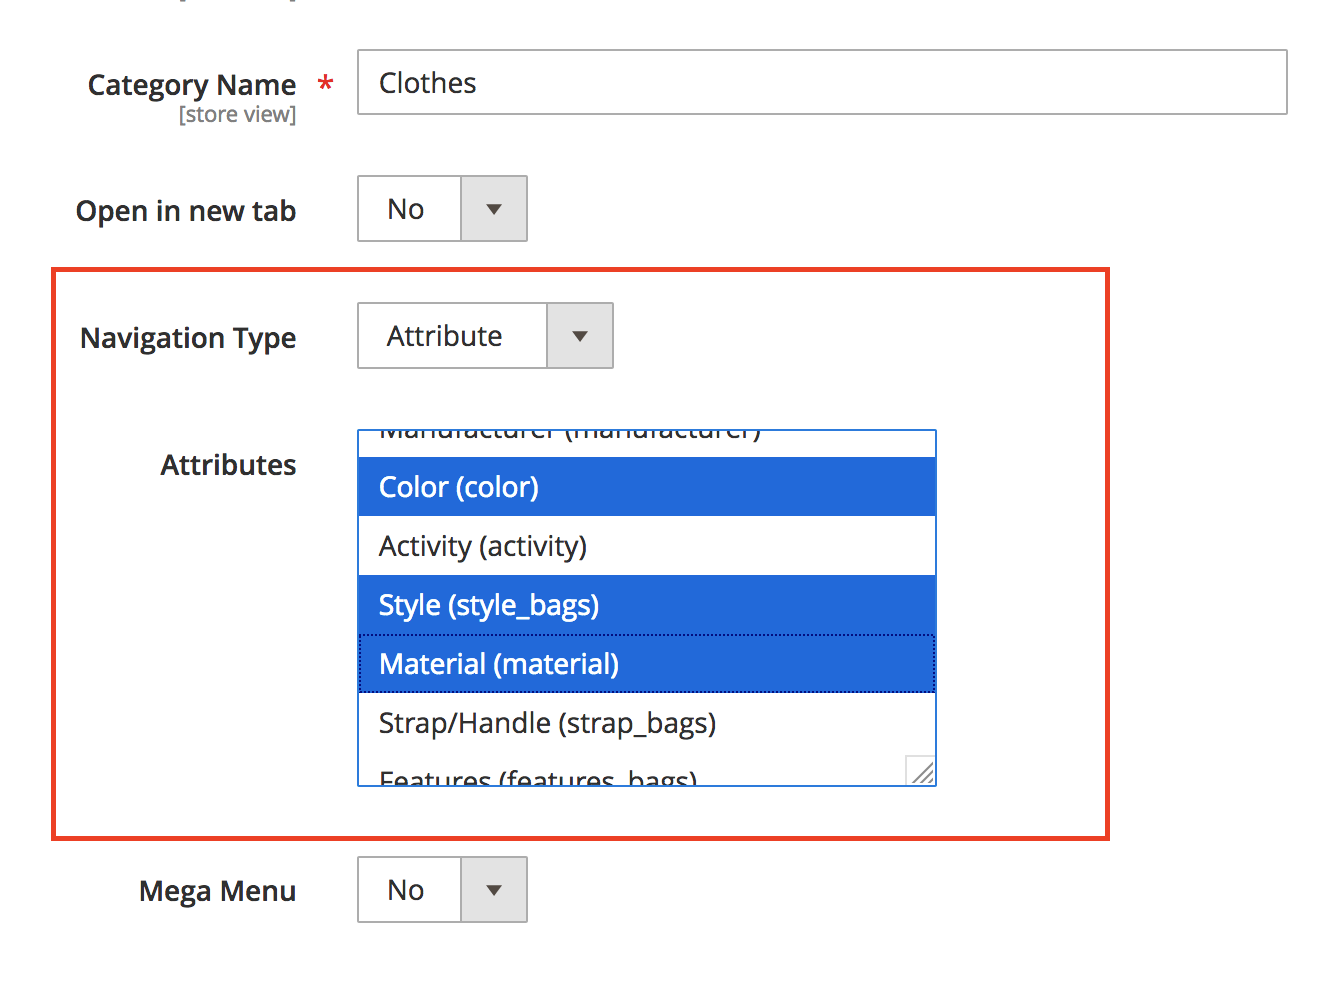 Category Name *
Clothes
[store view]
Open in new tab
No
Navigation Type
Attribute
Attributes
Manufacturer (manufacturer)
Color (color)
Activity (activity)
Style (style_bags)
Material (material)
Strap/Handle (strap_bags)
Features (features_bags)
Mega Menu
No